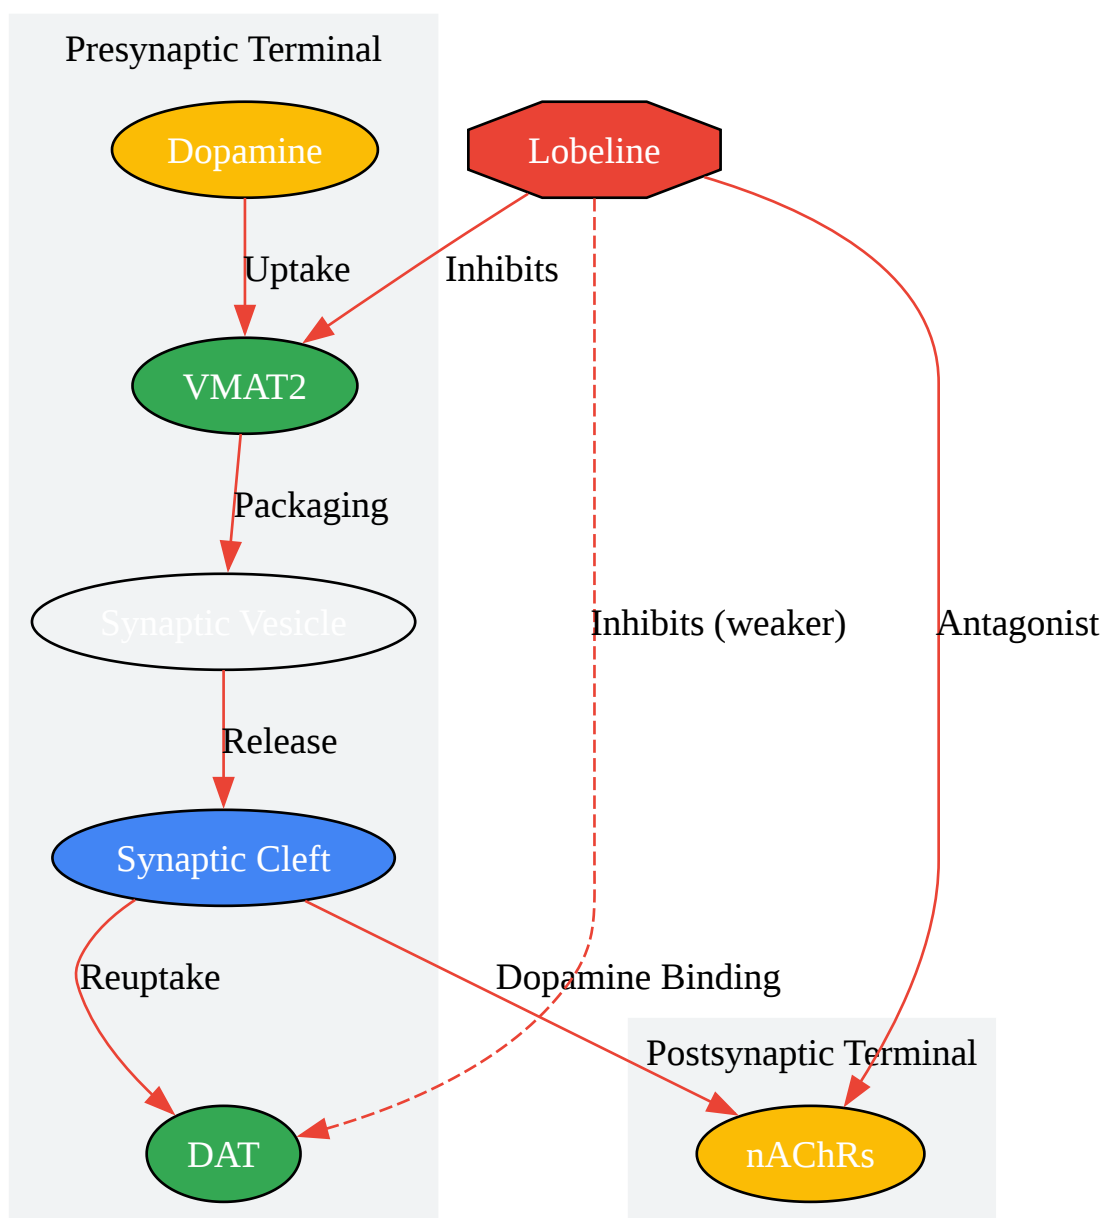 Presynaptic Terminal
Dopamine
Lobeline
Uptake
Inhibits
VMAT2
Packaging
Synaptic Vesicle
Inhibits (weaker)
Antagonist
Release
Synaptic Cleft
Reuptake
Dopamine Binding
Postsynaptic Terminal
DAT
nAChRs